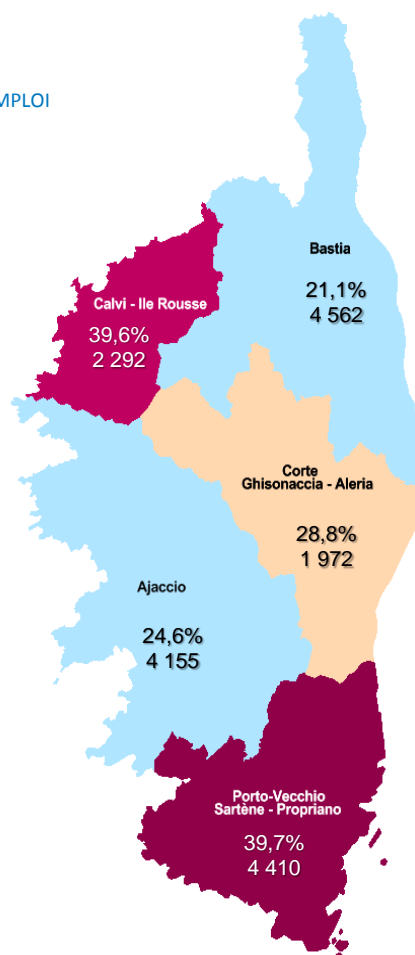 MPLOI
Bastia
21,1%
4 562
Calvi - Ile Rousse
39,6%
2 292
Corte
Ghisonaccia - Aleria
28,8%
1 972
Ajaccio
24,6%
4 155
Porto-Vecchio
Sartène - Propriano
39,7%
4 410